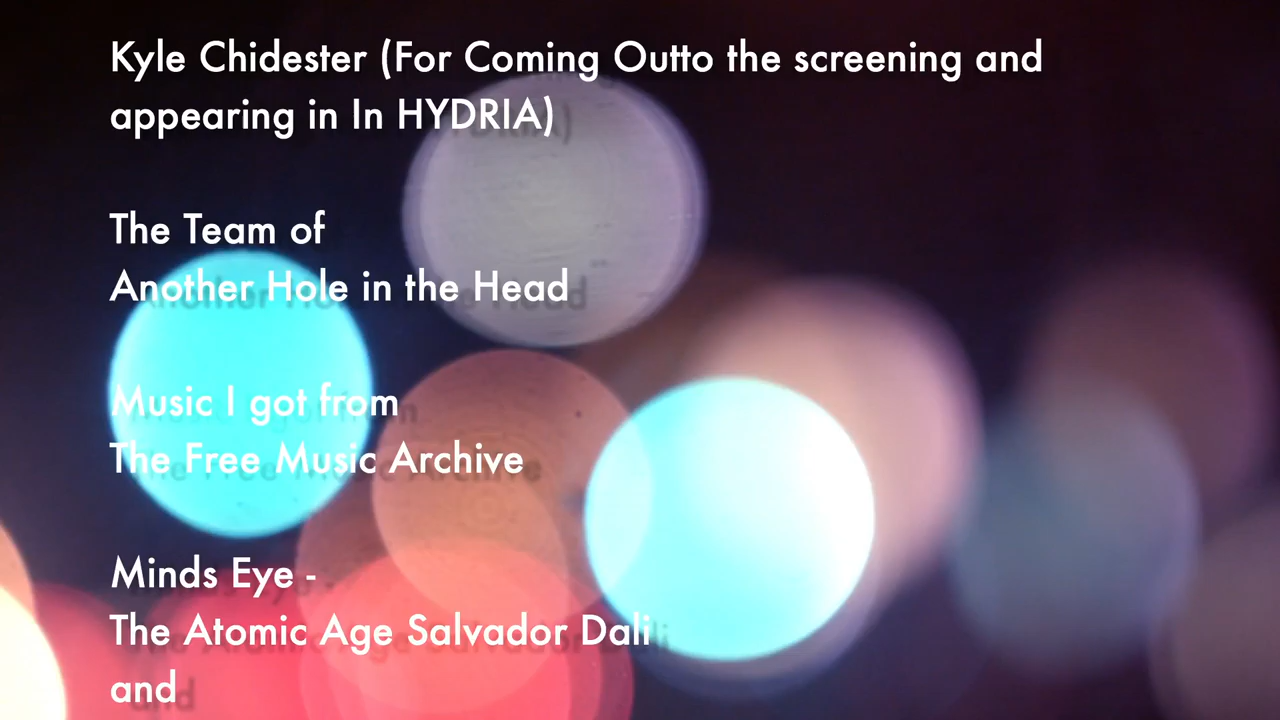 Kyle Chidester (For Coming Outto the screening and
appearing in In HYDRIA)
The Team of
Another Hole in the Head
Music I got from
The Free Music Archive
Minds Eye -
The Atomic Age Salvador Dali
and